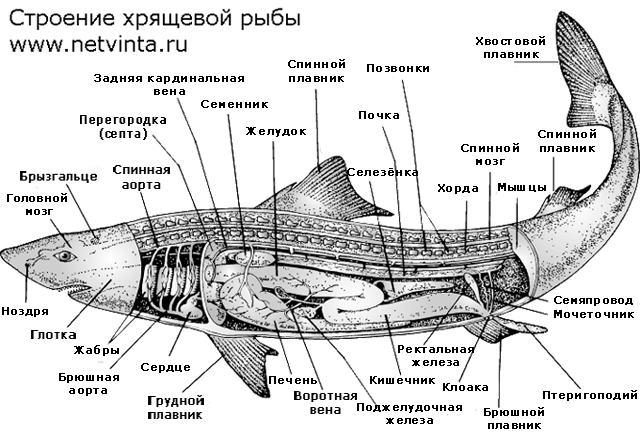 Строение хрящевой рыбы
www.netvinta.ru
Хвостовой
плавник
Спинной
плавник
Позвонки
Задняя кардинальная
вена
Семенник
Почка
Перегородка
(септа)
Желудок
Спинной
плавник
Спинной
мозг
Брызгальце
Спинная
аорта
Селезёнка
Головной
мозг
Хорда
Мышцы
Ноздря
Глотка
Жабры
Брюшная
аорта
Сердце
Грудной
плавник
Печень
Воротная
вена
Кишечник
Поджелудочная
железа
Ректальная
железа
Клоака
Семяпровод
Мочеточник
Птеригоподий
Брюшной
плавник